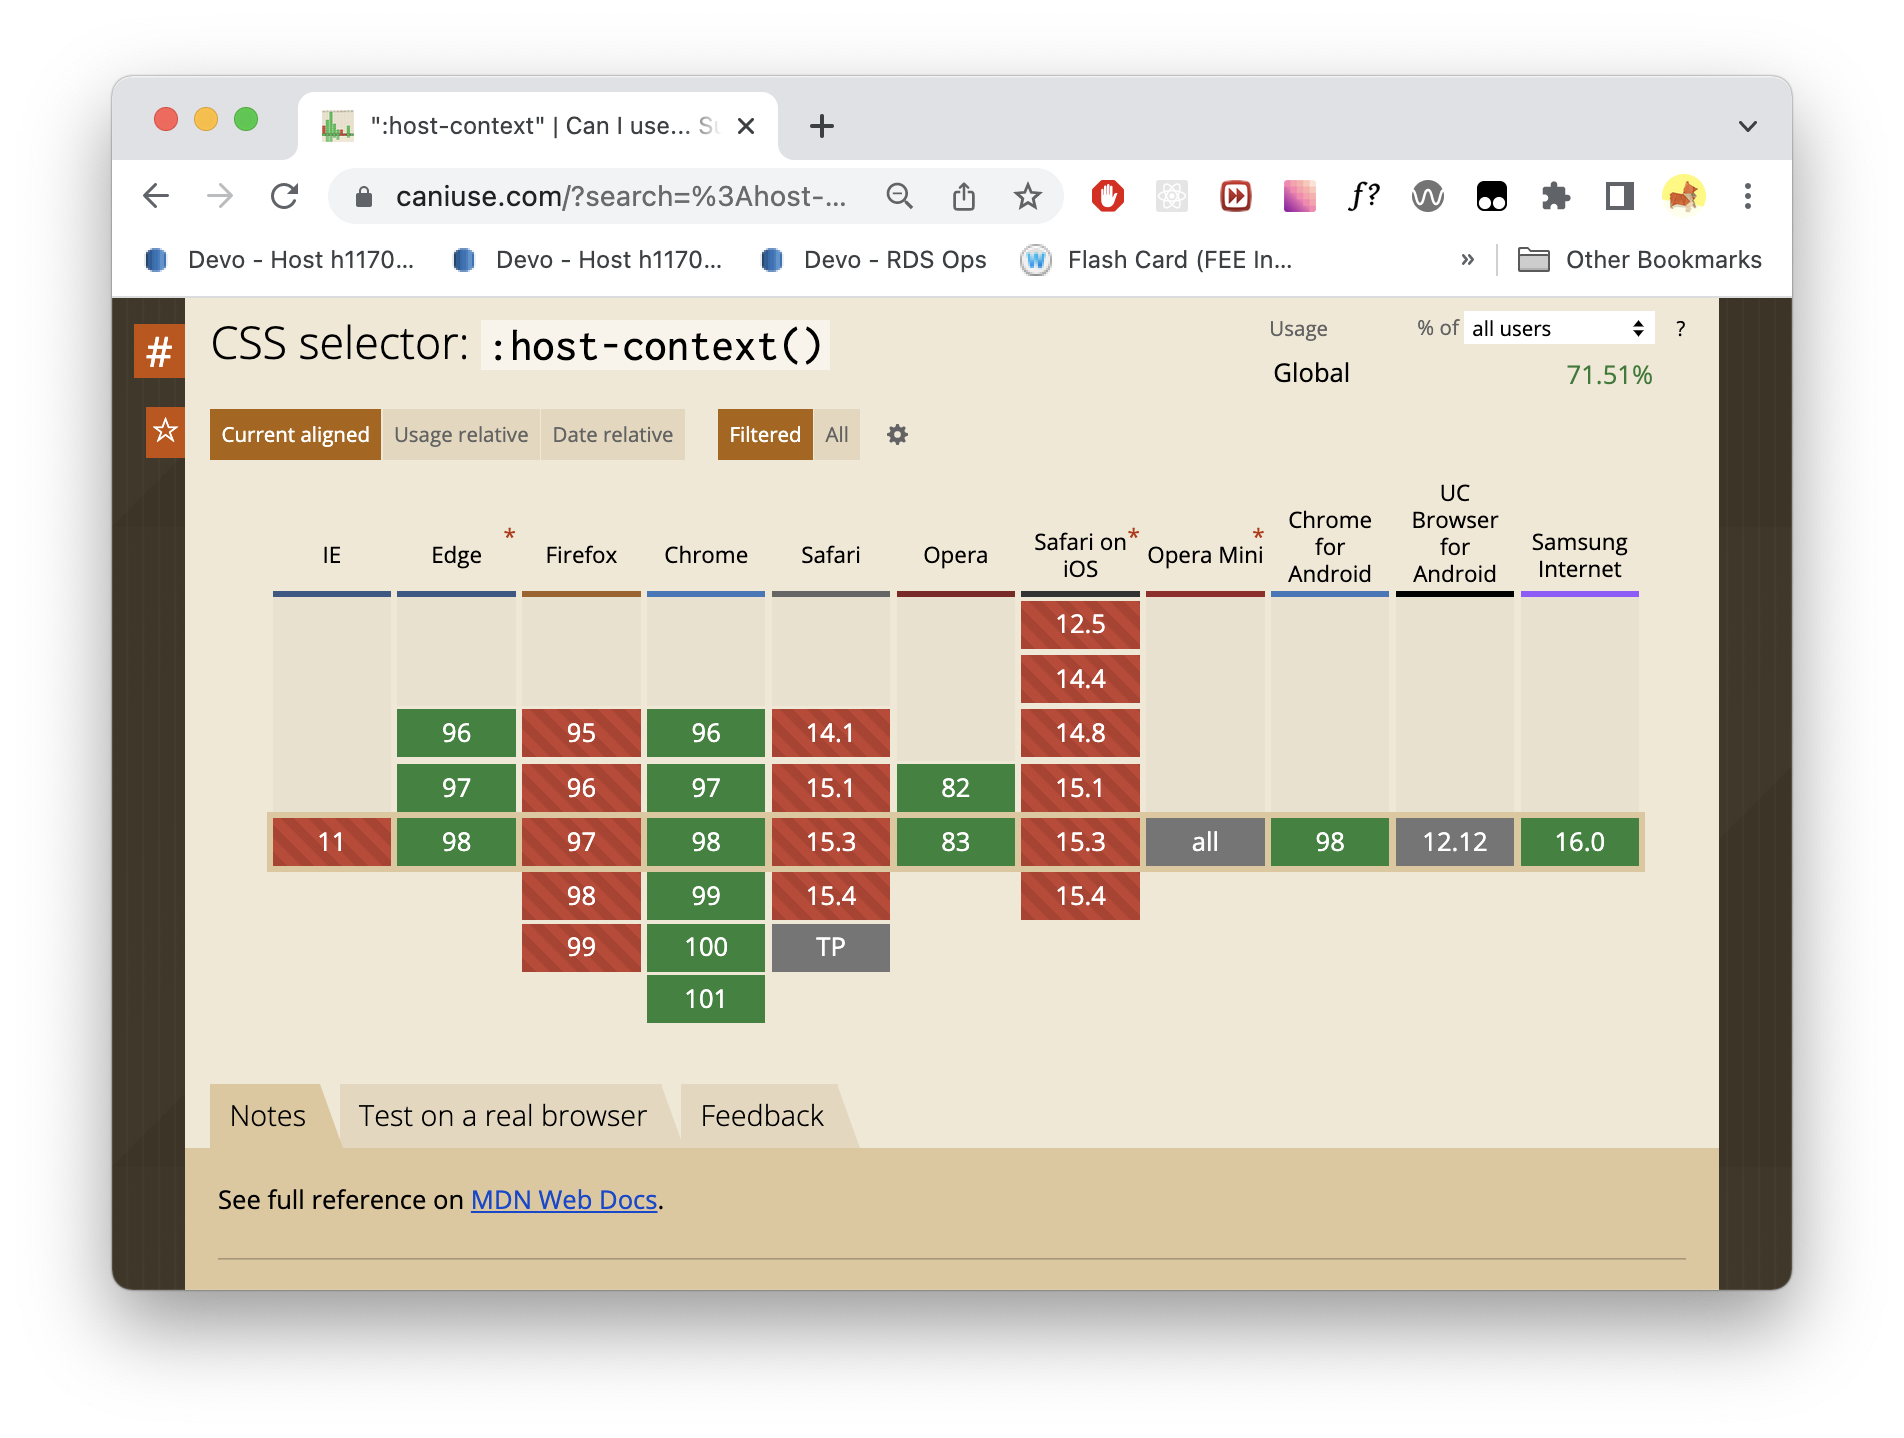 ":host-context" | Can I use... Su
caniuse.com/?search=%3Ahost-...
f?
Devo - Host h1170...
Devo - Host h1170...
Devo - RDS Ops
W
Flash Card (FEE In...
»
Other Bookmarks
#
CSS selector: :host-context()
Usage
% of all users ?
Global
71.51%
Current aligned
Usage relative
Date relative
Filtered
All
IE
Edge *
Firefox
Chrome
Safari
Opera
Safari on *
iOS
Opera Mini *
Chrome
for
Android
UC
Browser
for
Android
Samsung
Internet
12.5
14.4
96 95 96 14.1 14.8
97 96 97 15.1 82 15.1
11 98 97 98 15.3 83 15.3 all 98 12.12 16.0
98 99 15.4 15.4
99 100 TP
101
Notes
Test on a real browser
Feedback
See full reference on MDN Web Docs.